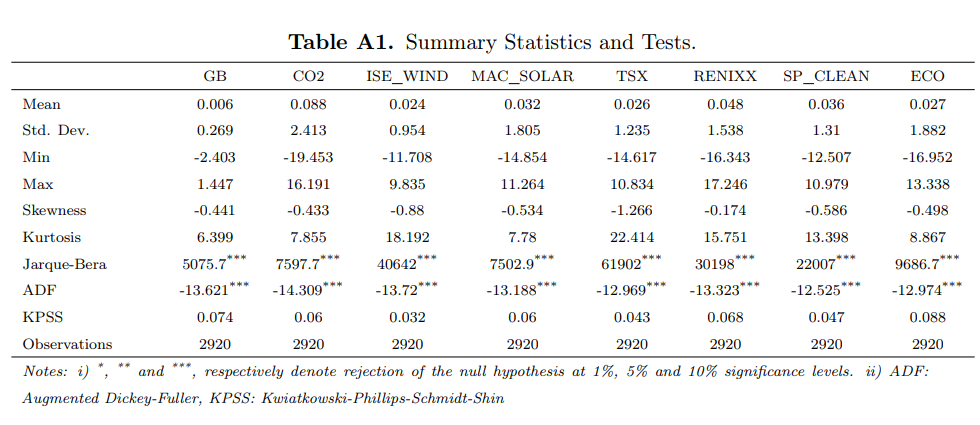 Table A1. Summary Statistics and Tests.
GB CO2 ISE_WIND MAC_SOLAR TSX RENIXX SP_CLEAN ECO
Mean 0.006 0.088 0.024 0.032 0.026 0.048 0.036 0.027
Std. Dev. 0.269 2.413 0.954 1.805 1.235 1.538 1.31 1.882
Min -2.403 -19.453 -11.708 -14.854 -14.617 -16.343 -12.507 -16.952
Max 1.447 16.191 9.835 11.264 10.834 17.246 10.979 13.338
Skewness -0.441 -0.433 -0.88 -0.534 -1.266 -0.174 -0.586 -0.498
Kurtosis 6.399 7.855 18.192 7.78 22.414 15.751 13.398 8.867
Jarque-Bera 5075.7*** 7597.7*** 40642*** 7502.9*** 61902*** 30198*** 22007*** 9686.7***
ADF -13.621*** -14.309*** -13.72*** -13.188*** -12.969*** -13.323*** -12.525*** -12.974***
KPSS 0.074 0.06 0.032 0.06 0.043 0.068 0.047 0.088
Observations 2920 2920 2920 2920 2920 2920 2920 2920
Notes: i) *, ** and ***, respectively denote rejection of the null hypothesis at 1%, 5% and 10% significance levels. ii) ADF:
Augmented Dickey-Fuller, KPSS: Kwiatkowski-Phillips-Schmidt-Shin